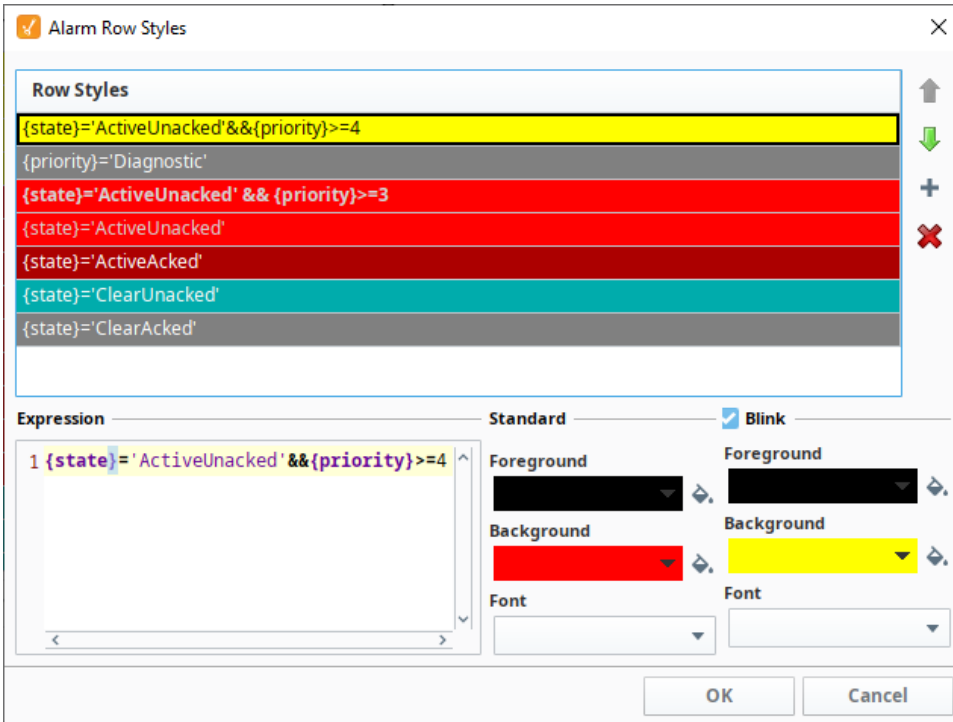 Alarm Row Styles
Row Styles
{state}='ActiveUnacked'&&{priority}>=4
{priority}='Diagnostic'
{state}='ActiveUnacked' && {priority}>=3
{state}='ActiveUnacked'
{state}='ActiveAcked'
{state}='ClearUnacked'
{state}='ClearAcked'
Expression
1 {state}='ActiveUnacked'&&{priority}>=4
Standard
Foreground
Background
Font
Blink
Foreground
Background
Font
OK
Cancel